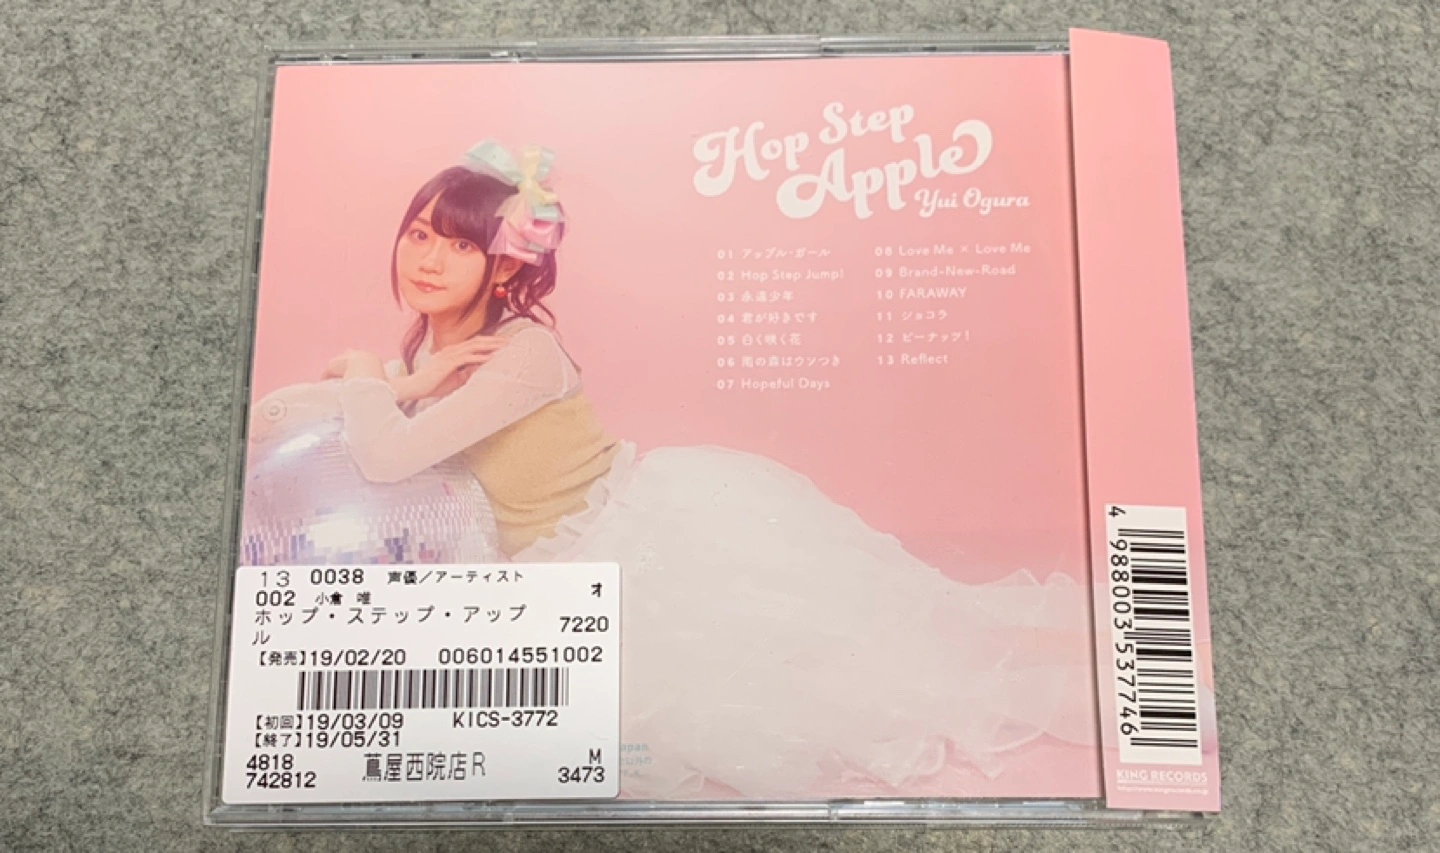 Hop Step
Apple
Yui Ogura
01 アップル・ガール
02 Hop Step Jump!
03 永遠少年
04 君が好きです
05 白く咲く花
06 雨の森はウソつき
07 Hopeful Days
08 Love Me × Love Me
09 Brand-New-Road
10 FARAWAY
11 ショコラ
12 ピーナッツ!
13 Reflect
13 0038 声優/アーティスト
002 小倉 唯 オ
ホップ・ステップ・アップ
ル 7220
【発売】19/02/20 006014551002
【初回】19/03/09 KICS-3772
【終了】19/05/31
4818 蔦屋西院店R M
742812 3473
4 988003 537746
KING RECORDS